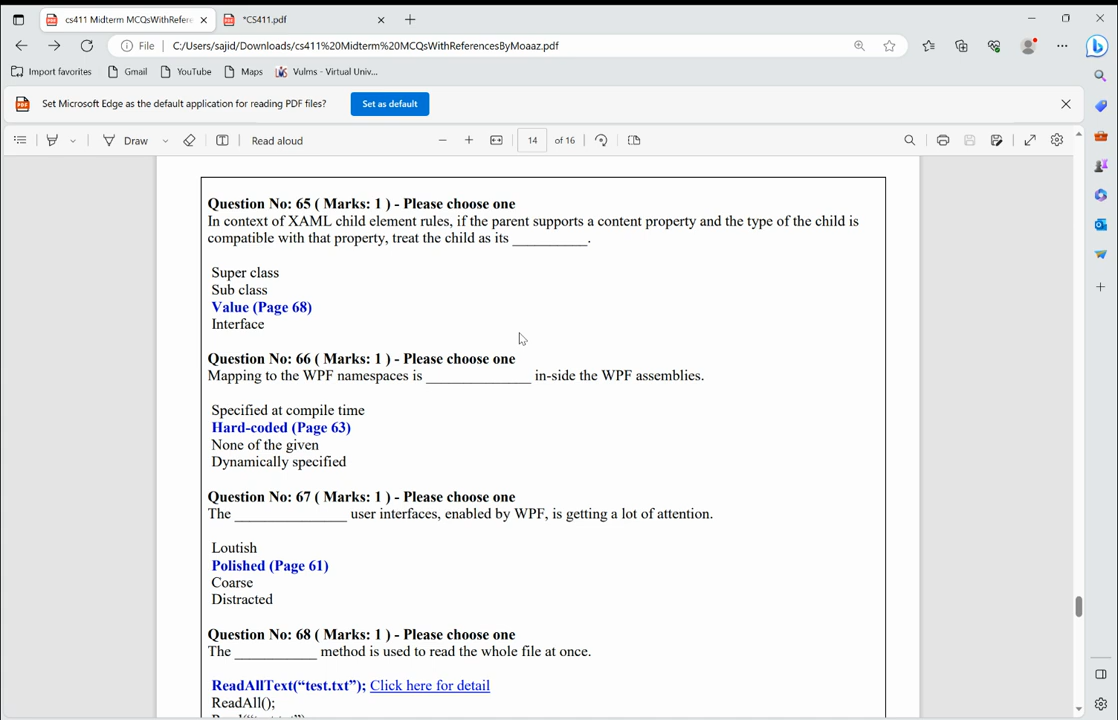 cs411 Midterm MCQsWithRefere
*CS411.pdf
File
C:/Users/sajid/Downloads/cs411%20Midterm%20MCQsWithReferencesByMoaaz.pdf
Import favorites
Gmail
YouTube
Maps
Vulms - Virtual Univ...
Set Microsoft Edge as the default application for reading PDF files?
Set as default
Draw
Read aloud
14
of 16
Question No: 65 ( Marks: 1 ) - Please choose one
In context of XAML child element rules, if the parent supports a content property and the type of the child is
compatible with that property, treat the child as its __________.
Super class
Sub class
Value (Page 68)
Interface
Question No: 66 ( Marks: 1 ) - Please choose one
Mapping to the WPF namespaces is ______________ in-side the WPF assemblies.
Specified at compile time
Hard-coded (Page 63)
None of the given
Dynamically specified
Question No: 67 ( Marks: 1 ) - Please choose one
The _______________ user interfaces, enabled by WPF, is getting a lot of attention.
Loutish
Polished (Page 61)
Coarse
Distracted
Question No: 68 ( Marks: 1 ) - Please choose one
The ___________ method is used to read the whole file at once.
ReadAllText(“test.txt”); Click here for detail
ReadAll();